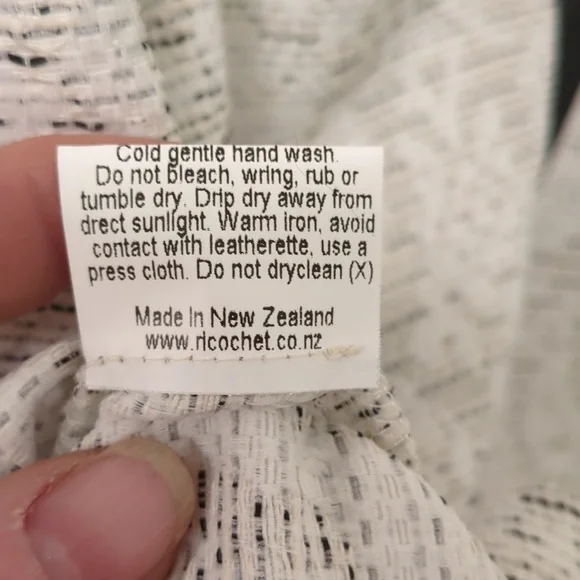 Cold gentle hand wash.
Do not bleach, wring, rub or
tumble dry. Drip dry away from
drect sunlight. Warm iron, avoid
contact with leatherette, use a
press cloth. Do not dryclean (X)
Made In New Zealand
www.ricochet.co.nz